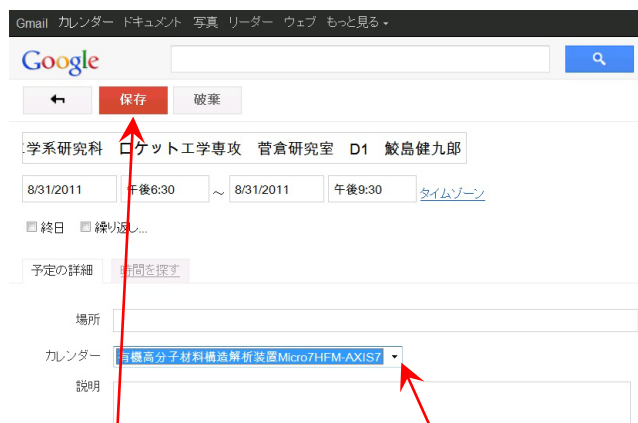 Gmail カレンダー ドキュメント 写真 リーダー ウェブ もっと見る
Google
保存 破棄
学系研究科 ロケット工学専攻 菅倉研究室 D1 鮫島健九郎
8/31/2011 午後6:30 ～ 8/31/2011 午後9:30 タイムゾーン
終日 繰り返し...
予定の詳細 時間を探す
場所
カレンダー 有機高分子材料構造解析装置Micro7HFM-AXIS7
説明